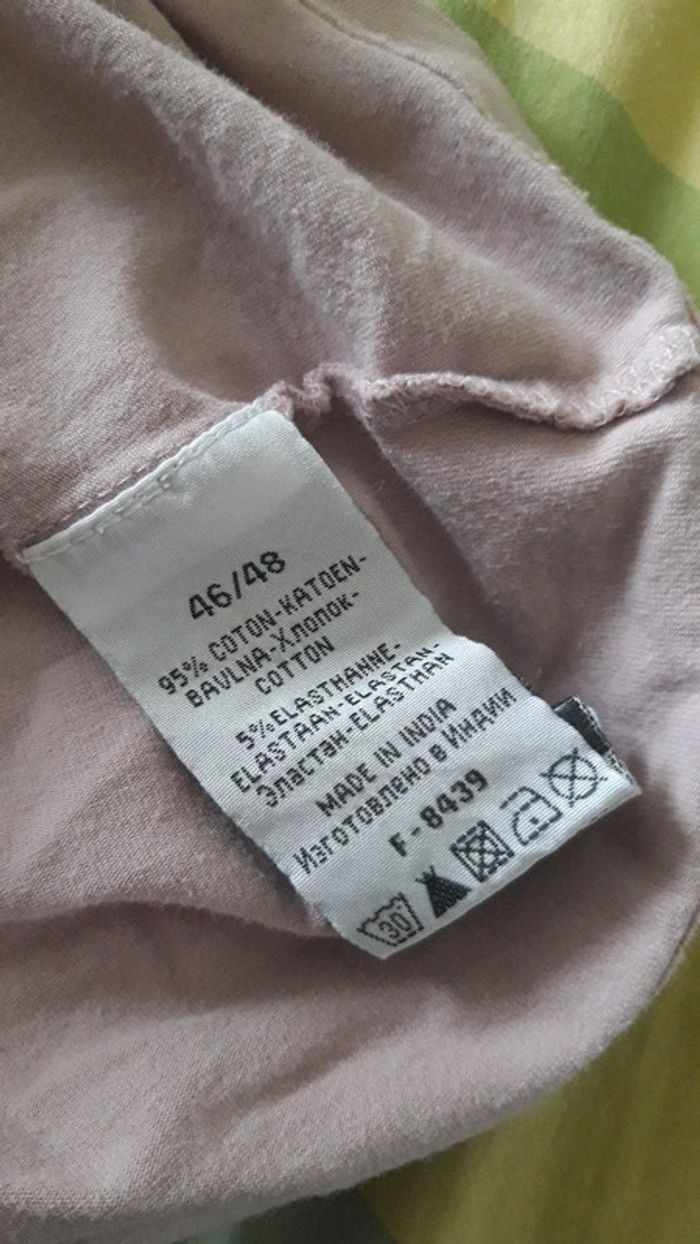 46/48
95% COTON-KATOEN-
BAVLNA-ХЛОПОК-
COTTON
5%ELASTHANNE-
ELASTAAN-ELASTAN-
ЭЛАСТАН-ELASTHAN
MADE IN INDIA
ИЗГОТОВЛЕНО В ИНДИИ
F-8439
30°